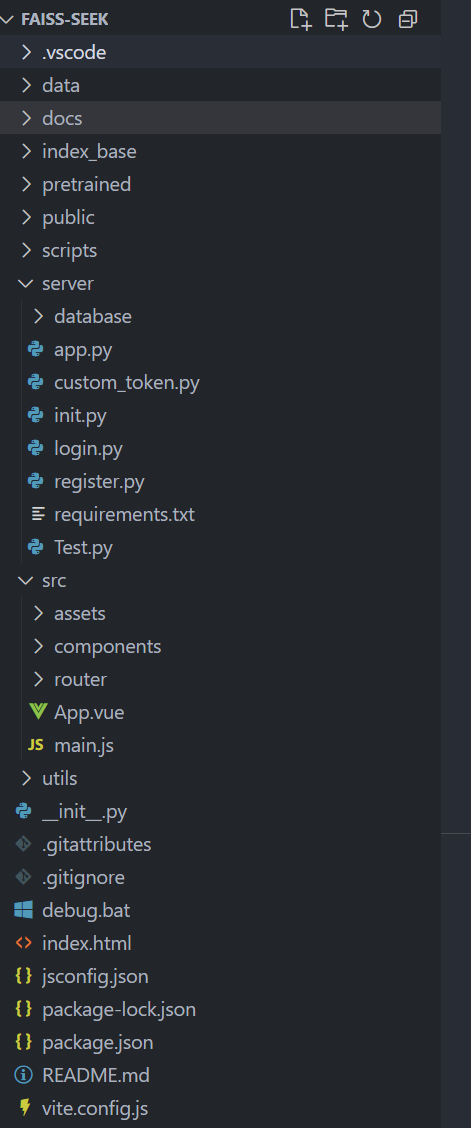 FAISS-SEEK
.vscode
data
docs
index_base
pretrained
public
scripts
server
database
app.py
custom_token.py
init.py
login.py
register.py
requirements.txt
Test.py
src
assets
components
router
App.vue
JS main.js
utils
__init__.py
.gitattributes
.gitignore
debug.bat
index.html
jsconfig.json
package-lock.json
package.json
README.md
vite.config.js